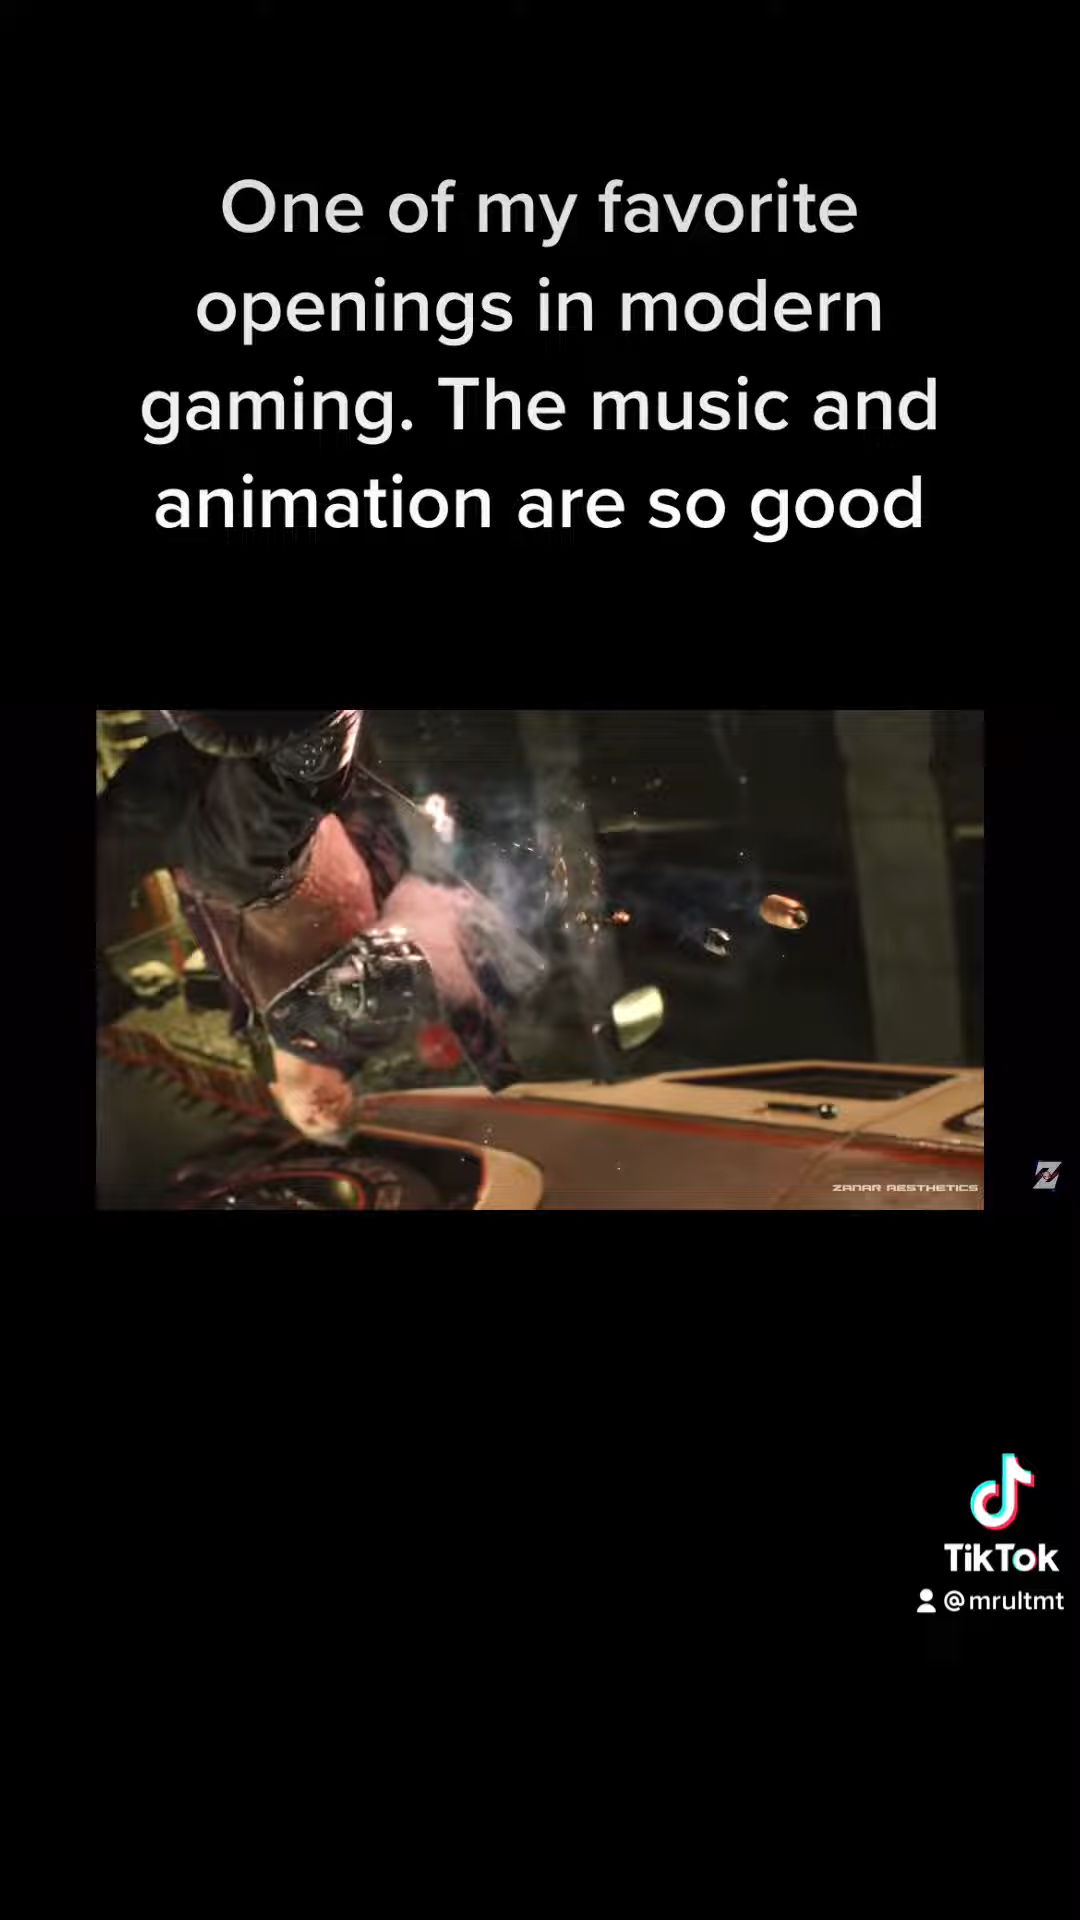 One of my favorite
openings in modern
gaming. The music and
animation are so good
ZANAR AESTHETICS
TikTok
@mrultmt